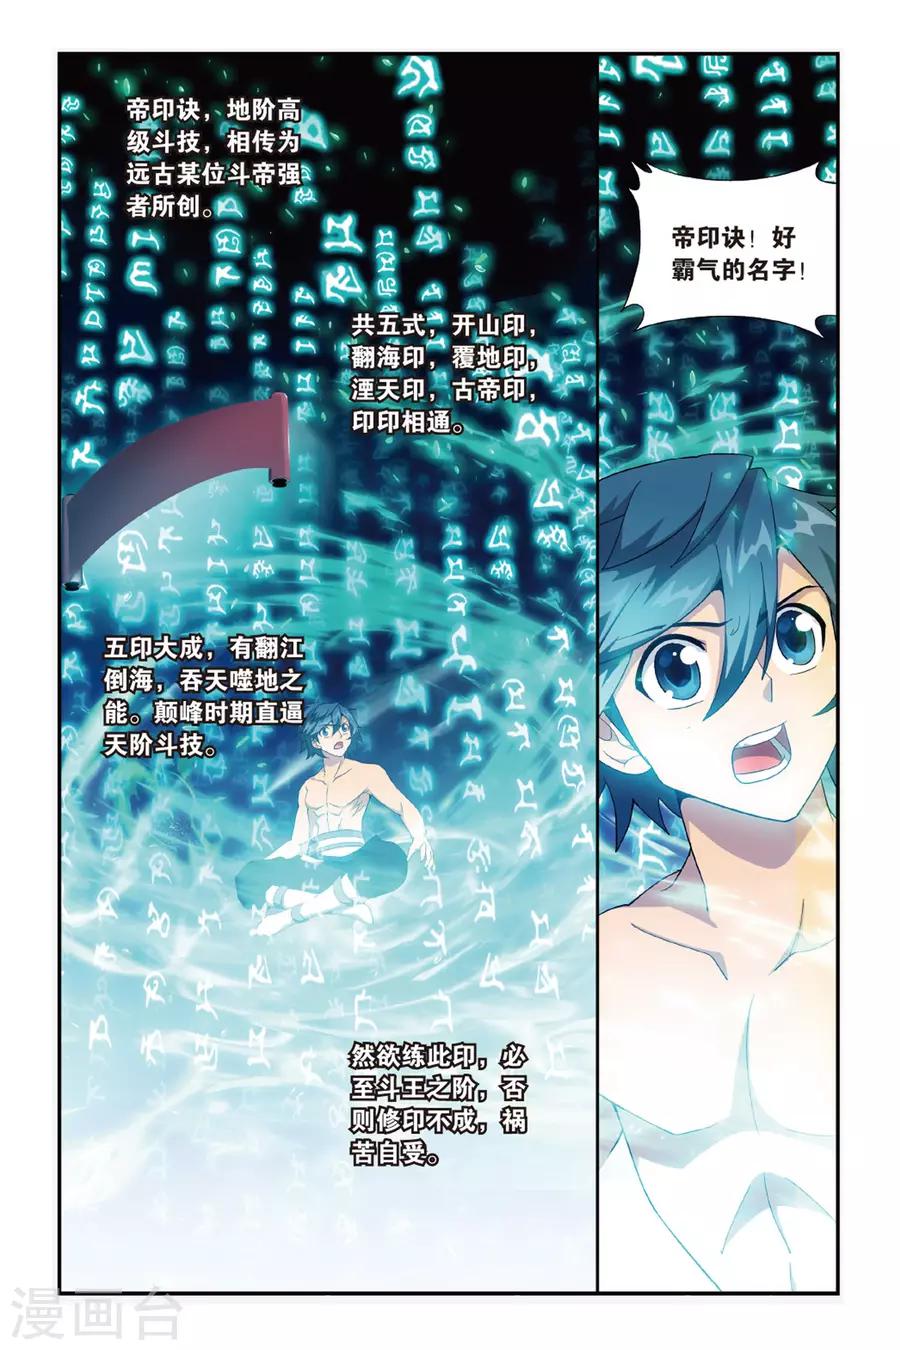 帝印诀，地阶高
级斗技，相传为
远古某位斗帝强
者所创。
共五式，开山印，
翻海印，覆地印，
湮天印，古帝印，
印印相通。
五印大成，有翻江
倒海，吞天噬地之
能。颠峰时期直逼
天阶斗技。
然欲练此印，必
至斗王之阶，否
则修印不成，祸
苦自受。
帝印诀！好
霸气的名字！
漫画台